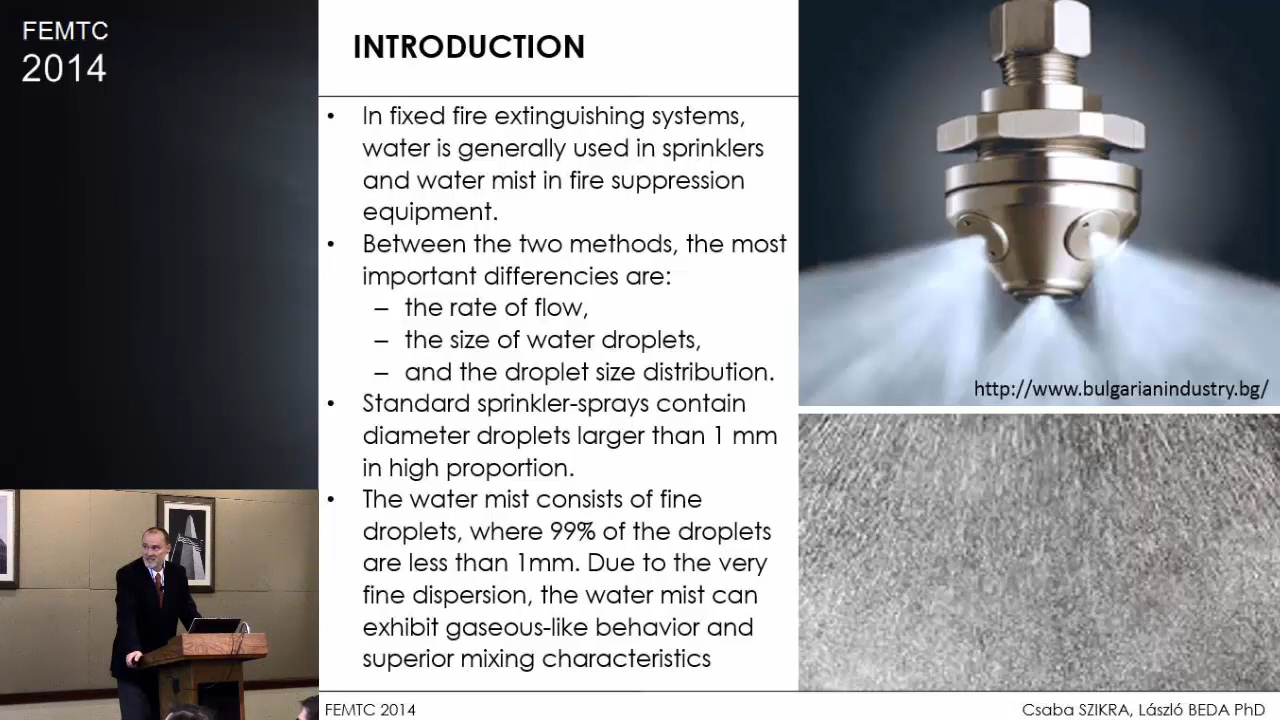 FEMTC
2014
INTRODUCTION
• In fixed fire extinguishing systems,
water is generally used in sprinklers
and water mist in fire suppression
equipment.
• Between the two methods, the most
important differencies are:
– the rate of flow,
– the size of water droplets,
– and the droplet size distribution.
• Standard sprinkler-sprays contain
diameter droplets larger than 1 mm
in high proportion.
• The water mist consists of fine
droplets, where 99% of the droplets
are less than 1mm. Due to the very
fine dispersion, the water mist can
exhibit gaseous-like behavior and
superior mixing characteristics
http://www.bulgarianindustry.bg/
FEMTC 2014
Csaba SZIKRA, László BEDA PhD